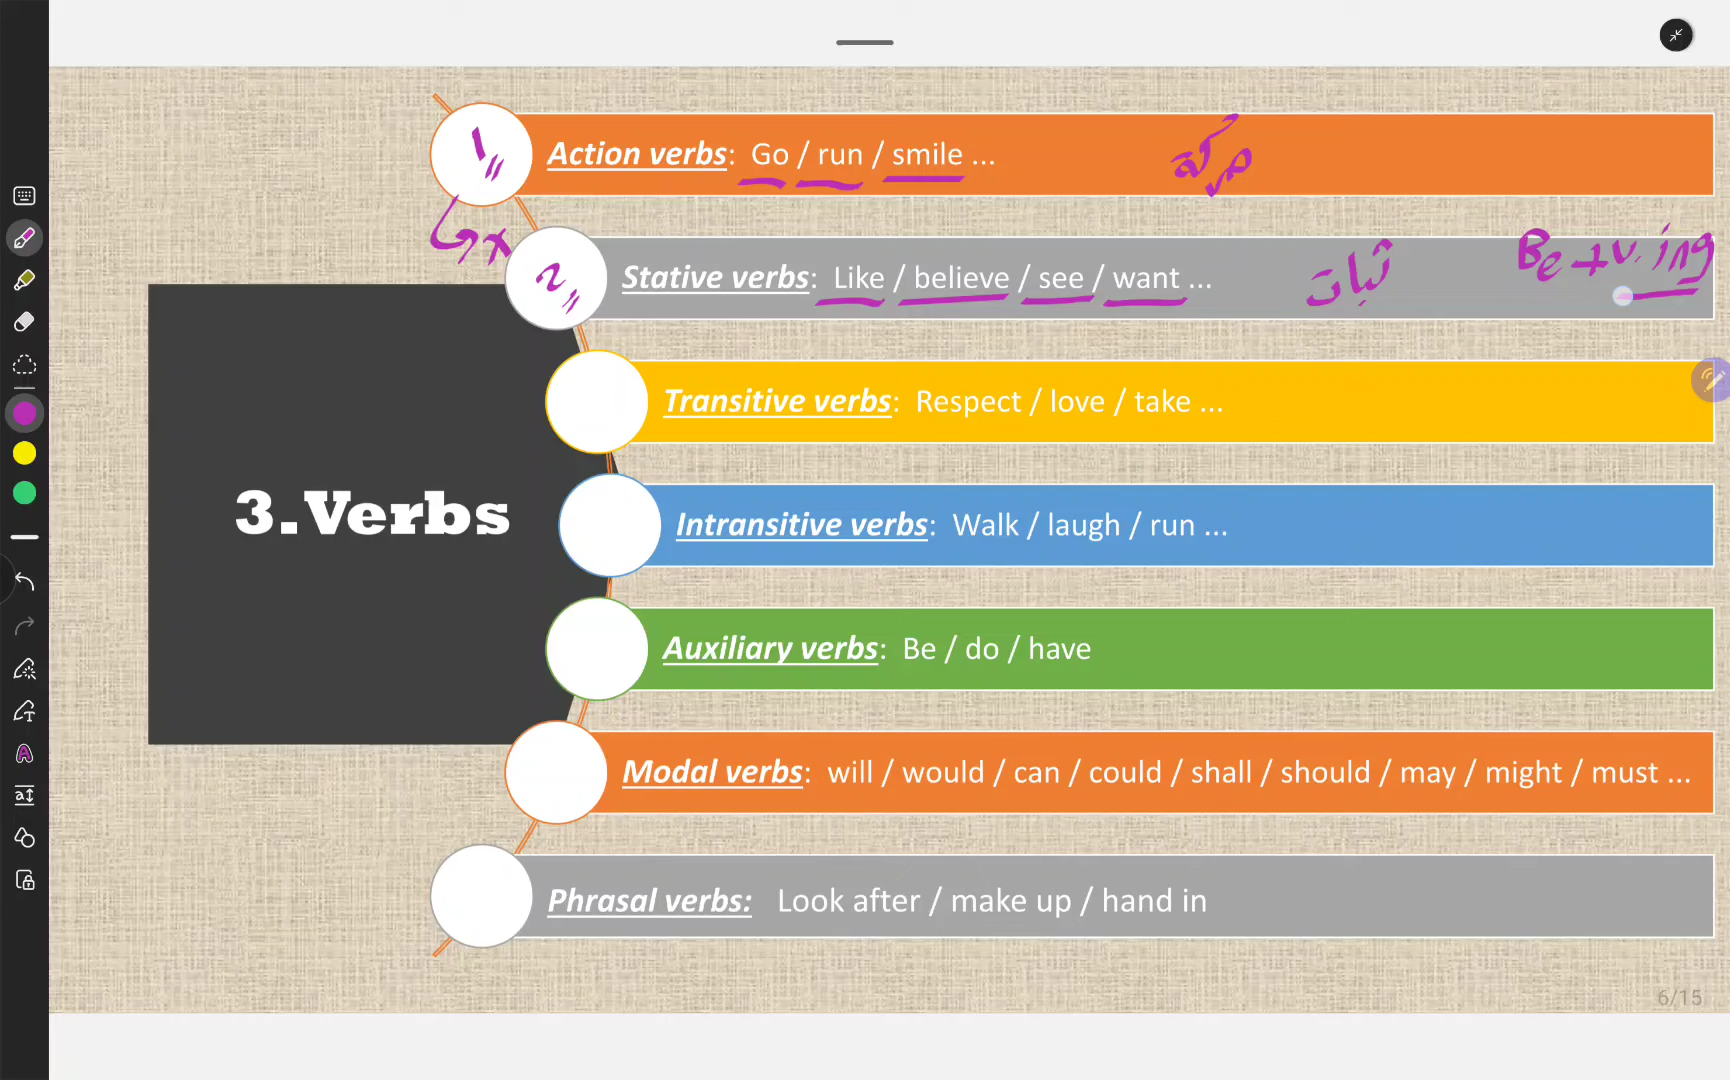 1
Action verbs: Go / run / smile ... حركة
2
Stative verbs: Like / believe / see / want ... ثبات Be + v. ing
Transitive verbs: Respect / love / take ...
3.Verbs
Intransitive verbs: Walk / laugh / run ...
Auxiliary verbs: Be / do / have
Modal verbs: will / would / can / could / shall / should / may / might / must ...
Phrasal verbs: Look after / make up / hand in
6/15